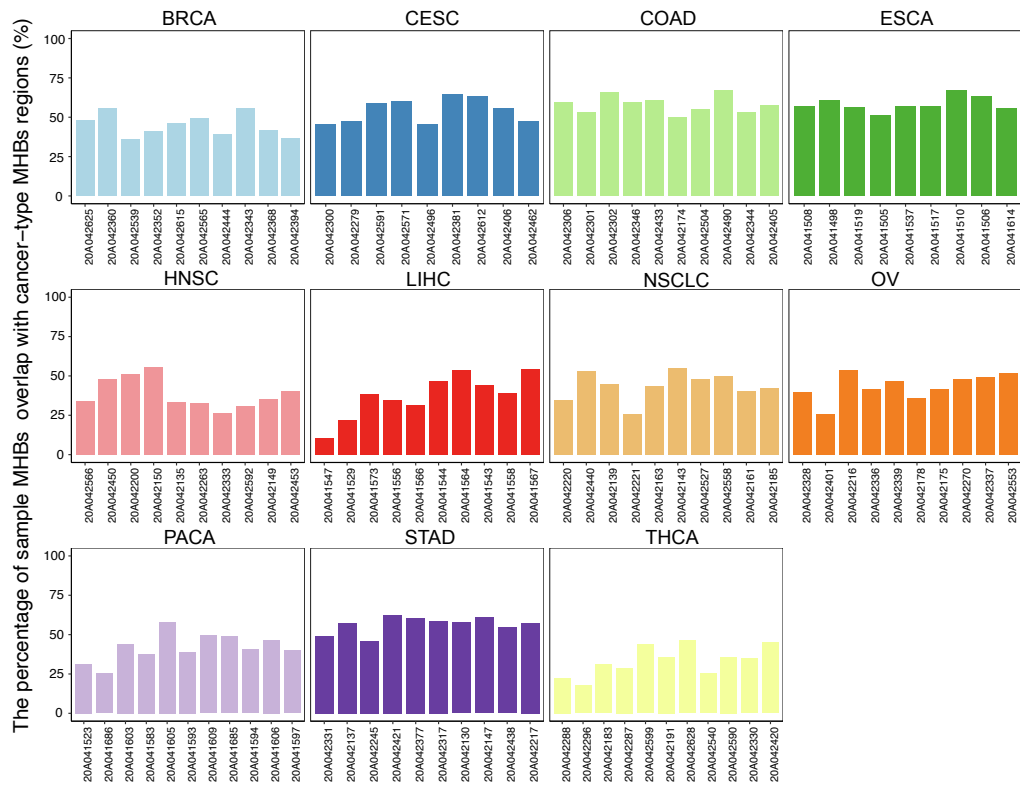 The percentage of sample MHBs overlap with cancer-type MHBs regions (%)
BRCA
CESC
COAD
ESCA
100
75
50
25
0
20A042625
20A042360
20A042539
20A042352
20A042615
20A042565
20A042444
20A042343
20A042368
20A042394
20A042300
20A042279
20A042591
20A042571
20A042496
20A042381
20A042612
20A042406
20A042462
20A042306
20A042301
20A042302
20A042346
20A042433
20A042174
20A042504
20A042490
20A042344
20A042405
20A041508
20A041498
20A041519
20A041505
20A041537
20A041517
20A041510
20A041506
20A041614
HNSC
LIHC
NSCLC
OV
100
75
50
25
0
20A042566
20A042450
20A042200
20A042150
20A042135
20A042263
20A042333
20A042592
20A042149
20A042453
20A041547
20A041529
20A041573
20A041556
20A041566
20A041544
20A041564
20A041543
20A041558
20A041567
20A042220
20A042440
20A042139
20A042221
20A042163
20A042143
20A042527
20A042558
20A042161
20A042185
20A042328
20A042401
20A042216
20A042336
20A042339
20A042178
20A042175
20A042270
20A042337
20A042553
PACA
STAD
THCA
100
75
50
25
0
20A041523
20A041686
20A041603
20A041583
20A041605
20A041593
20A041609
20A041685
20A041594
20A041606
20A041597
20A042331
20A042137
20A042245
20A042421
20A042377
20A042317
20A042130
20A042147
20A042438
20A042217
20A042288
20A042296
20A042183
20A042287
20A042599
20A042191
20A042628
20A042540
20A042590
20A042330
20A042420